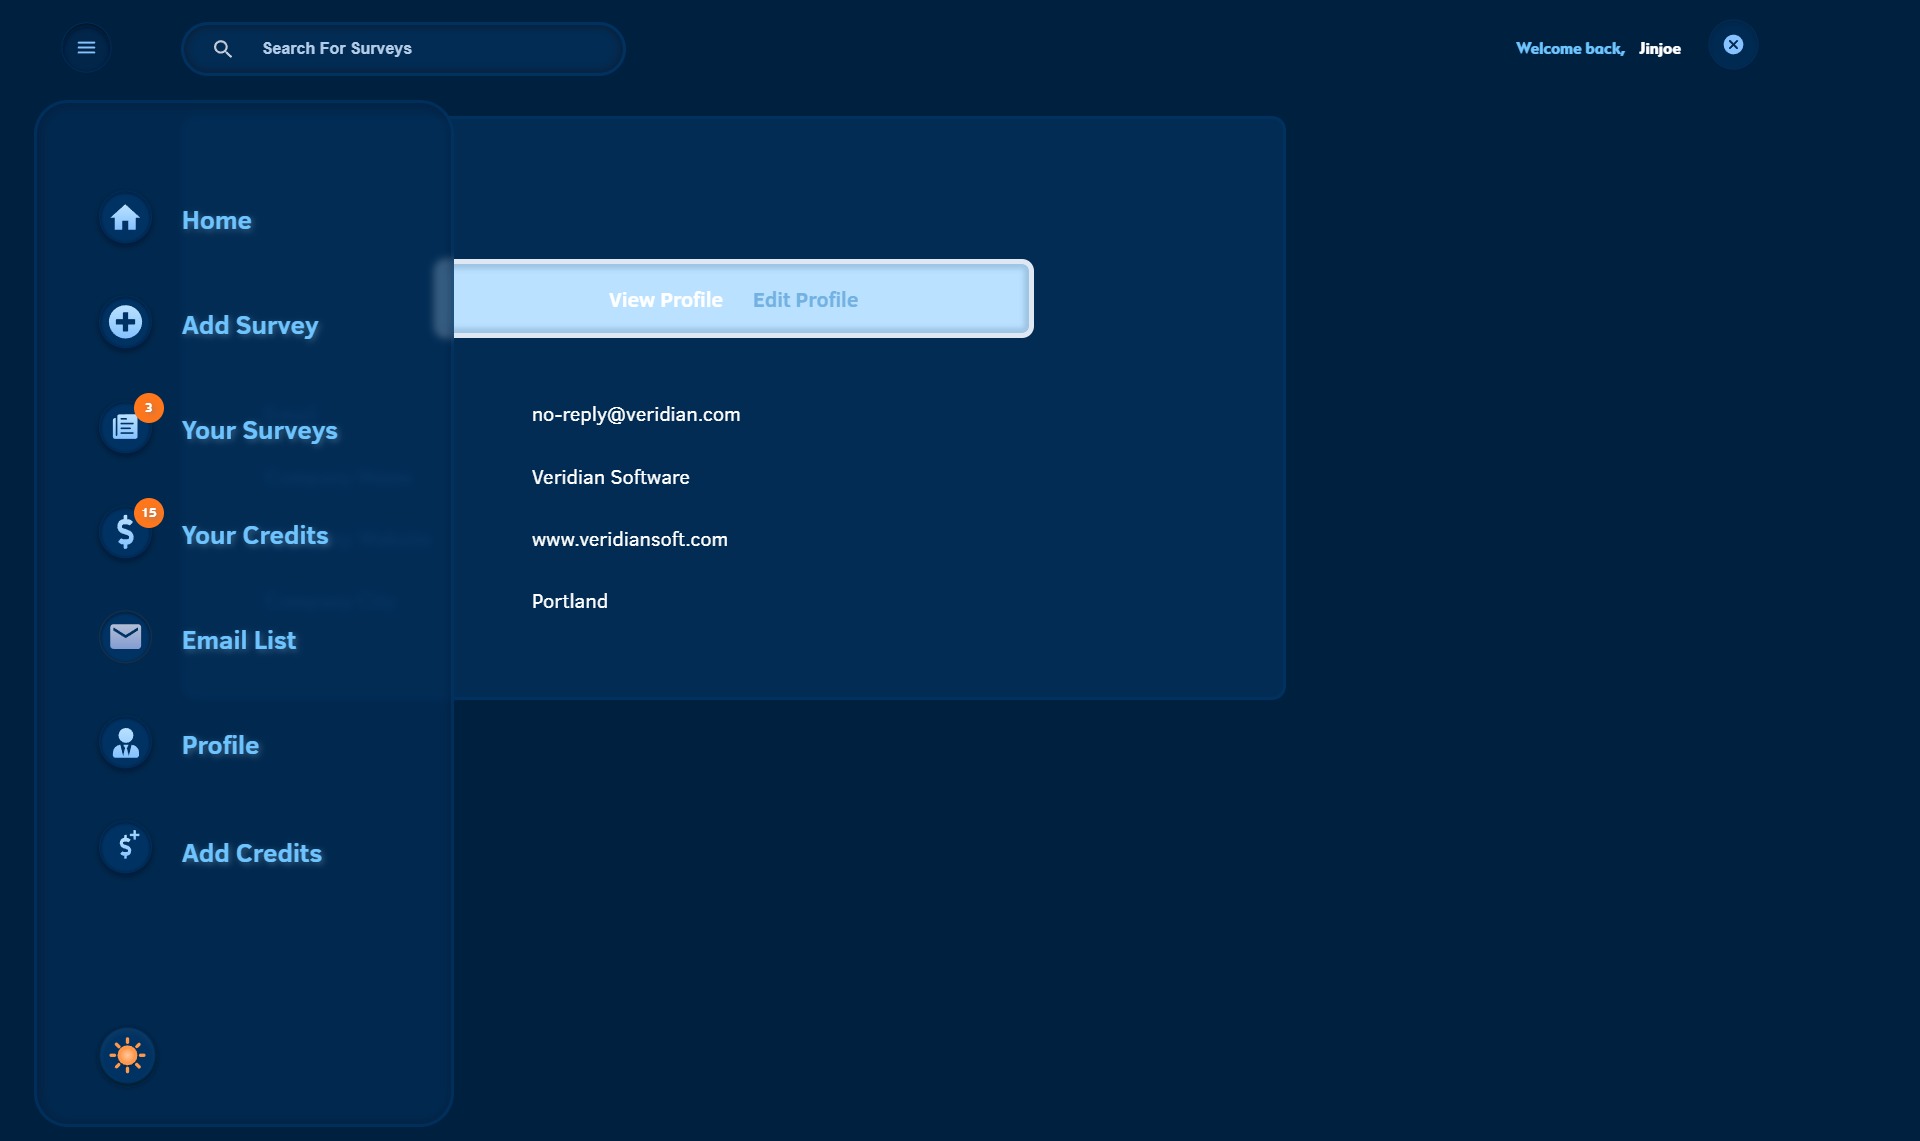 Search For Surveys
Welcome back, Jinjoe
Home
Add Survey
3
Your Surveys
15
Your Credits
Email List
Profile
Add Credits
View Profile Edit Profile
no-reply@veridian.com
Veridian Software
www.veridiansoft.com
Portland